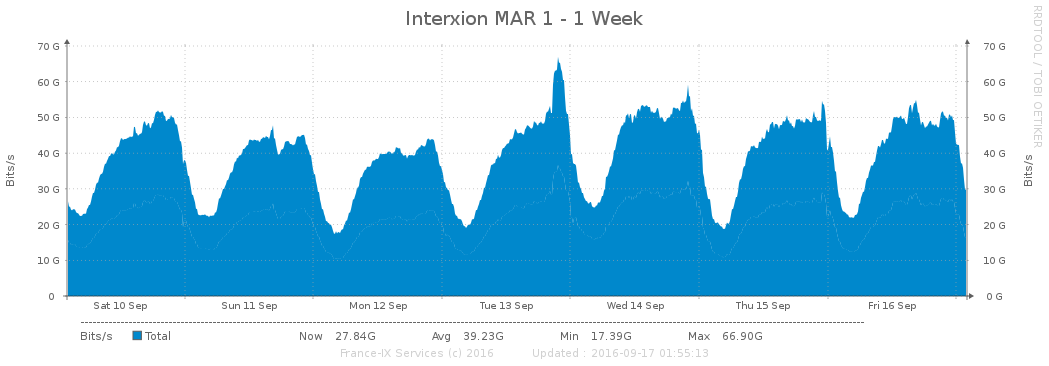 Interxion MAR 1 - 1 Week
RRDTOOL / TOBI OETIKER
70 G 70 G
60 G 60 G
50 G 50 G
40 G 40 G
30 G 30 G
20 G 20 G
10 G 10 G
0 0 G
Bits/s
Bits/s
Sat 10 Sep Sun 11 Sep Mon 12 Sep Tue 13 Sep Wed 14 Sep Thu 15 Sep Fri 16 Sep
Bits/s Total Now 27.84G Avg 39.23G Min 17.39G Max 66.90G
France-IX Services (c) 2016 Updated : 2016-09-17 01:55:13